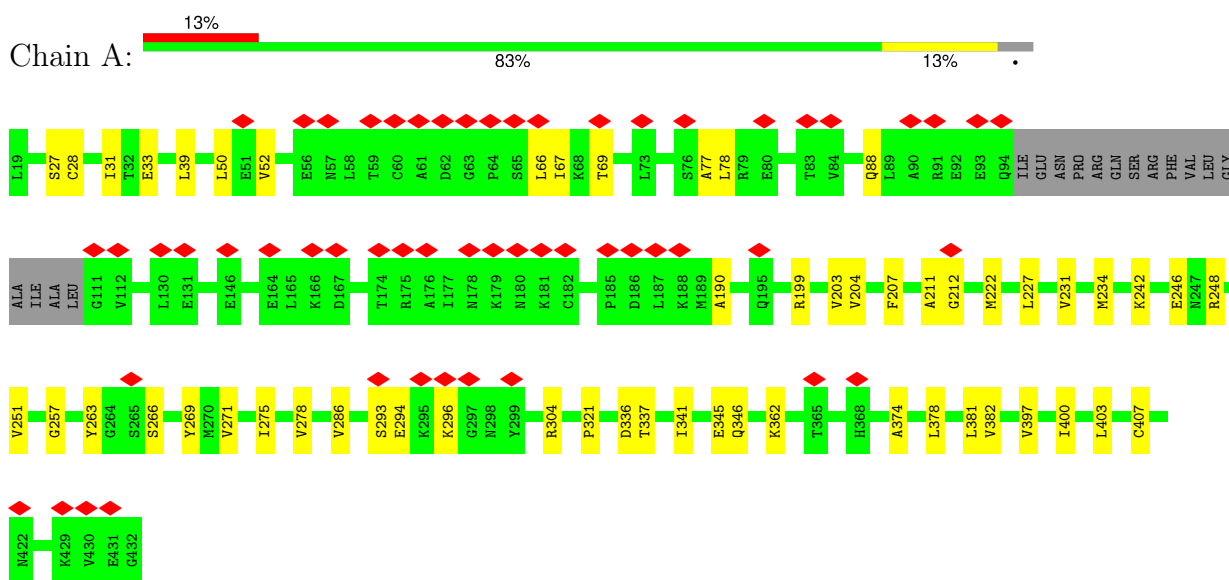 13%
Chain A:
83% 13% •
L19 S27 C28 I31 T32 E33 L39 L50 E51 V52 E56 N57 L58 T59 C60 A61 D62 G63 P64 S65 L66 I67 K68 T69 L73 S76 A77 L78 R79 E80 T83 V84 Q88 L89 A90 R91 E92 E93 Q94 ILE GLU ASN PRO ARG GLN SER ARG PHE VAL LEU GLY
ALA ILE ALA LEU G111 V112 L130 E131 E146 E164 L165 K166 D167 T174 R175 A176 I177 N178 K179 N180 K181 C182 P185 D186 L187 K188 M189 A190 Q195 R199 V203 V204 F207 A211 G212 M222 L227 V231 M234 K242 E246 N247 R248
V251 G257 Y263 G264 S265 S266 Y269 M270 V271 I275 V278 V286 S293 E294 K295 K296 G297 N298 Y299 R304 P321 D336 T337 I341 E345 Q346 K362 T365 H368 A374 L378 L381 V382 V397 I400 L403 C407
N422 K429 V430 E431 G432